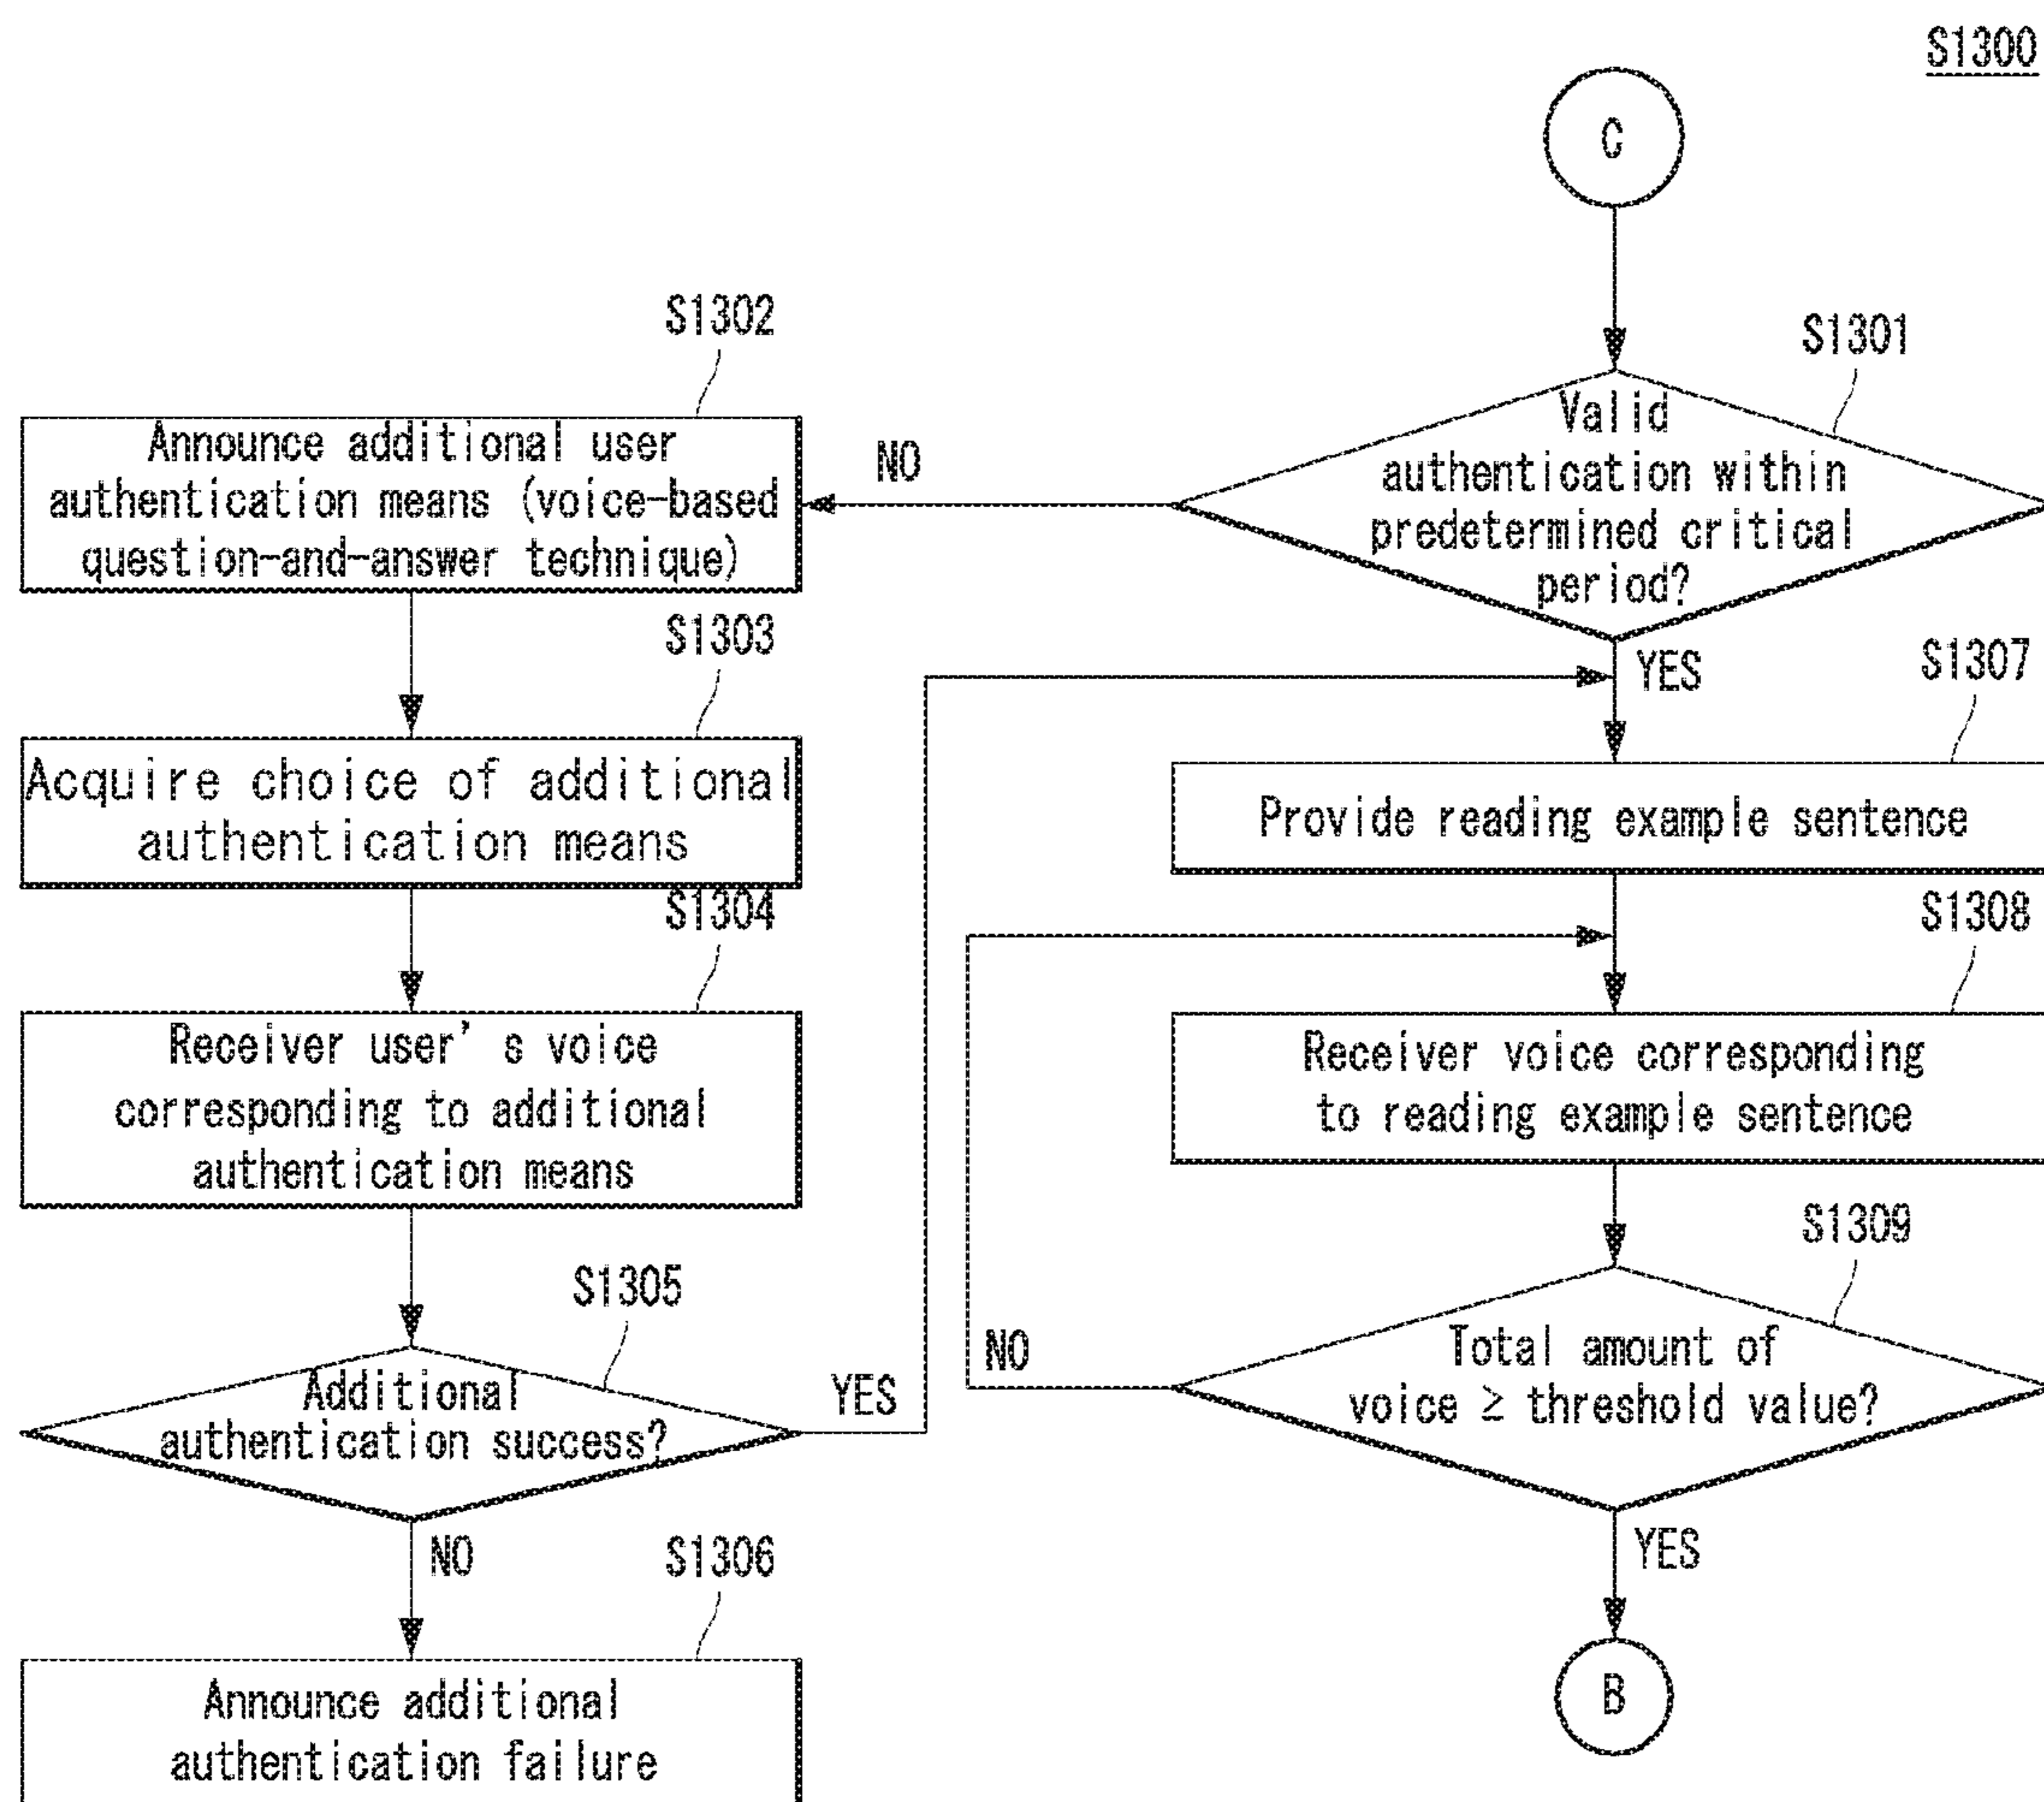 S1300
C
S1301
Valid
authentication within
predetermined critical
period?
NO
YES
S1302
Announce additional user
authentication means (voice-based
question-and-answer technique)
S1303
Acquire choice of additional
authentication means
S1304
Receiver user's voice
corresponding to additional
authentication means
S1305
Additional
authentication success?
YES
NO
S1306
Announce additional
authentication failure
S1307
Provide reading example sentence
S1308
Receiver voice corresponding
to reading example sentence
S1309
Total amount of
voice ≥ threshold value?
NO
YES
B